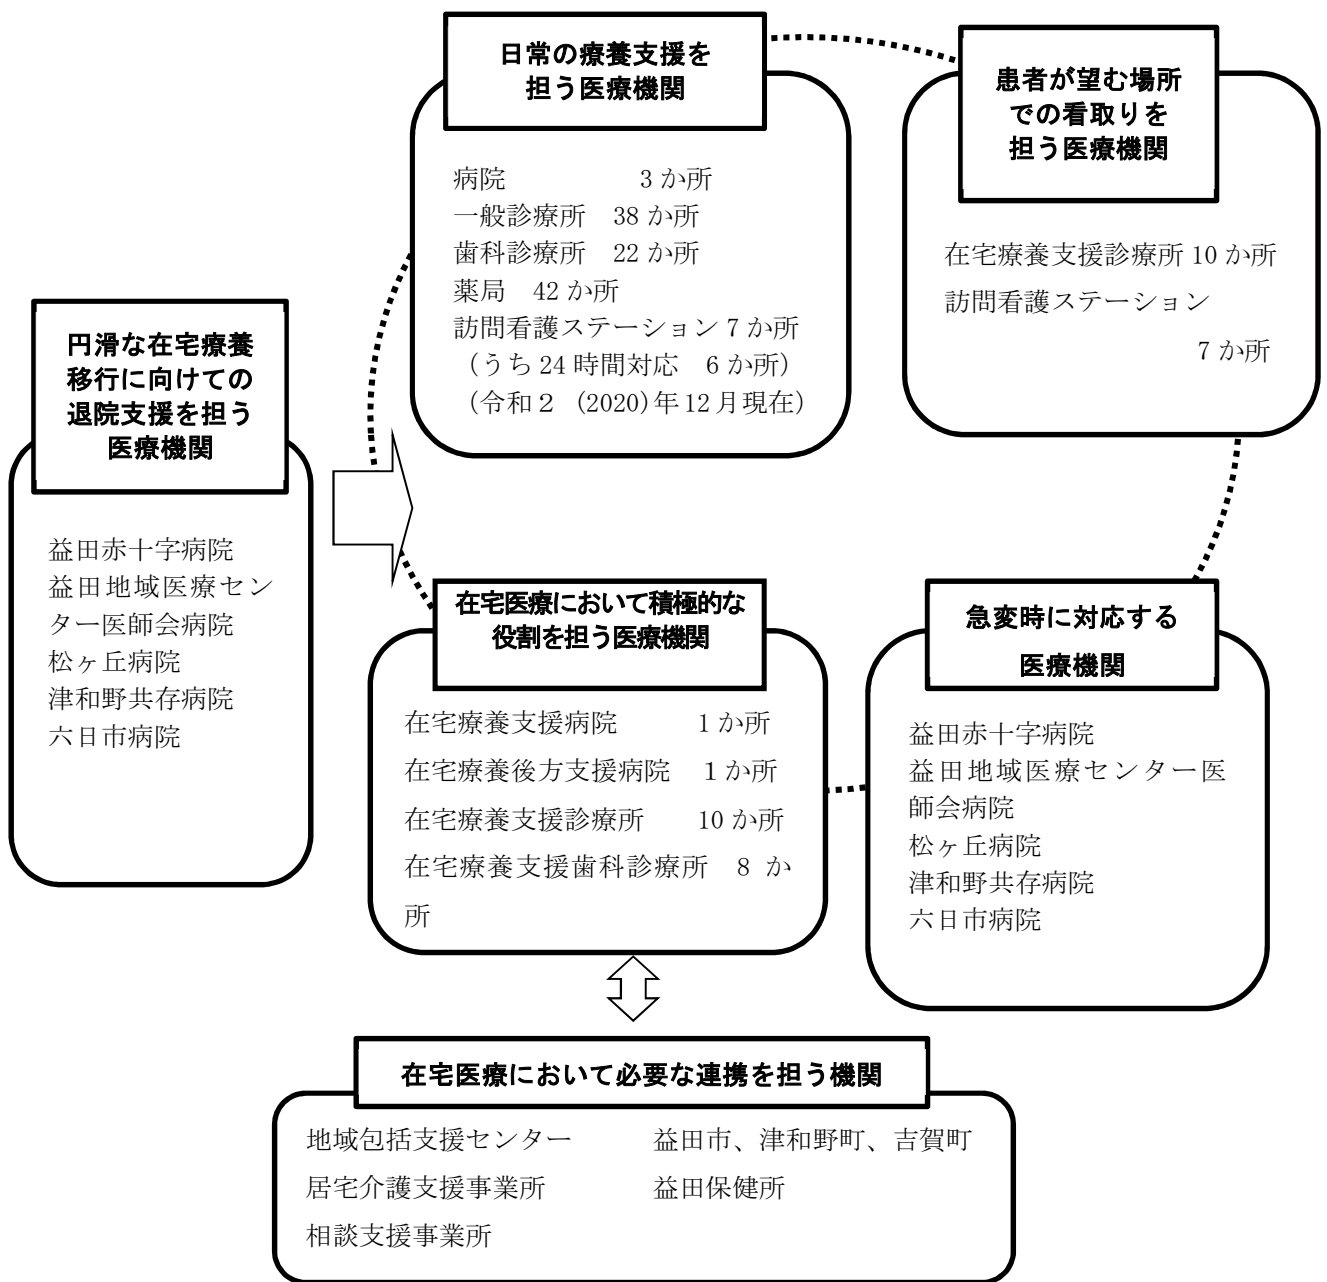 日常の療養支援を
担う医療機関
病院　3 か所
一般診療所　38 か所
歯科診療所　22 か所
薬局　42 か所
訪問看護ステーション 7 か所
（うち 24 時間対応　6 か所）
（令和２ (2020)年 12 月現在）
患者が望む場所
での看取りを
担う医療機関
在宅療養支援診療所 10 か所
訪問看護ステーション
7 か所
円滑な在宅療養
移行に向けての
退院支援を担う
医療機関
益田赤十字病院
益田地域医療セン
ター医師会病院
松ヶ丘病院
津和野共存病院
六日市病院
在宅医療において積極的な
役割を担う医療機関
在宅療養支援病院　1 か所
在宅療養後方支援病院　１か所
在宅療養支援診療所　10 か所
在宅療養支援歯科診療所　8 か
所
急変時に対応する
医療機関
益田赤十字病院
益田地域医療センター医
師会病院
松ヶ丘病院
津和野共存病院
六日市病院
在宅医療において必要な連携を担う機関
地域包括支援センター　益田市、津和野町、吉賀町
居宅介護支援事業所　益田保健所
相談支援事業所